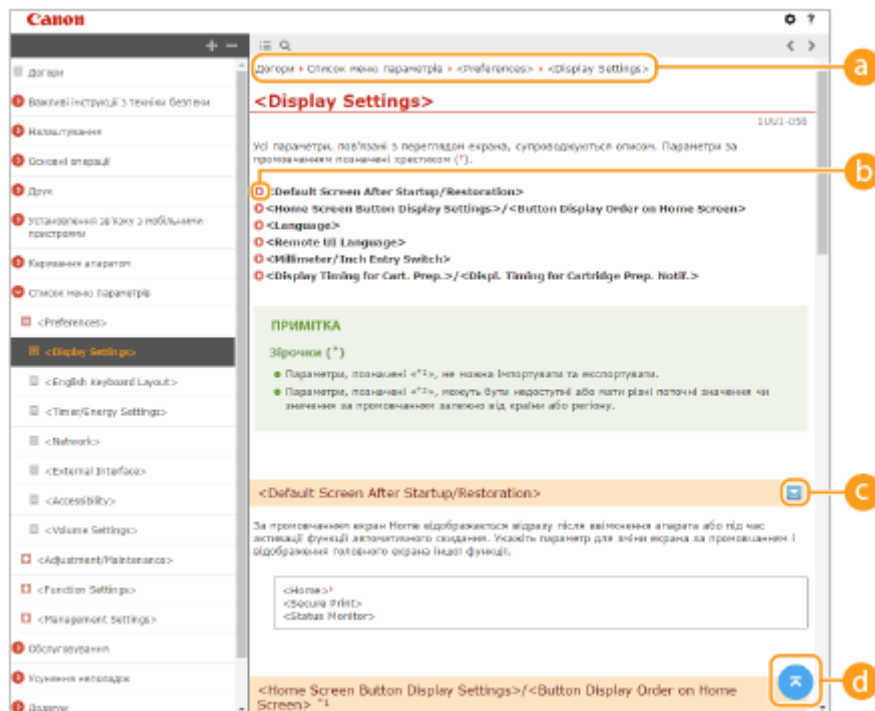 Canon
?
+ −
Догори
Важливі інструкції з техніки безпеки
Налаштування
Основні операції
Друк
Установлення зв'язку з мобільними
пристроями
Керування апаратом
Список меню параметрів
<Preferences>
<Display Settings>
<English Keyboard Layout>
<Timer/Energy Settings>
<Network>
<External Interface>
<Accessibility>
<Volume Settings>
<Adjustment/Maintenance>
<Function Settings>
<Management Settings>
Обслуговування
Усунення неполадок
Додаток
Догори › Список меню параметрів › <Preferences> › <Display Settings>
<Display Settings>
1UU1-056
Усі параметри, пов'язані з переглядом екрана, супроводжуються описом. Параметри за
промовчанням позначені хрестиком (†).
<Default Screen After Startup/Restoration>
<Home Screen Button Display Settings>/<Button Display Order on Home Screen>
<Language>
<Remote UI Language>
<Millimeter/Inch Entry Switch>
<Display Timing for Cart. Prep.>/<Displ. Timing for Cartridge Prep. Notif.>
ПРИМІТКА
Зірочки (*)
Параметри, позначені «*1», не можна імпортувати та експортувати.
Параметри, позначені «*2», можуть бути недоступні або мати різні поточні значення чи
значення за промовчанням залежно від країни або регіону.
<Default Screen After Startup/Restoration>
За промовчанням екран Home відображається відразу після ввімкнення апарата або під час
активації функції автоматичного скидання. Укажіть параметр для зміни екрана за промовчанням і
відображення головного екрана іншої функції.
<Home>†
<Secure Print>
<Status Monitor>
<Home Screen Button Display Settings>/<Button Display Order on Home
Screen> *1
a
b
c
d